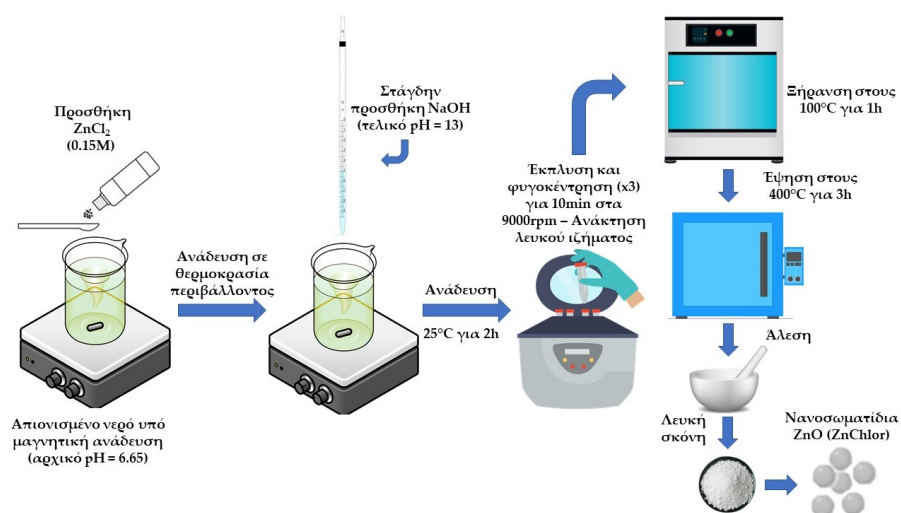 Προσθήκη
ZnCl₂
(0.15M)
Απιονισμένο νερό υπό
μαγνητική ανάδευση
(αρχικό pH = 6.65)
Ανάδευση σε
θερμοκρασία
περιβάλλοντος
Στάγδην
προσθήκη NaOH
(τελικό pH = 13)
Ανάδευση
25°C για 2h
Έκπλυση και
φυγοκέντρηση (x3)
για 10min στα
9000rpm – Ανάκτηση
λευκού ιζήματος
Ξήρανση στους
100°C για 1h
Έψηση στους
400°C για 3h
Άλεση
Λευκή
σκόνη
Νανοσωματίδια
ZnO (ZnChlor)